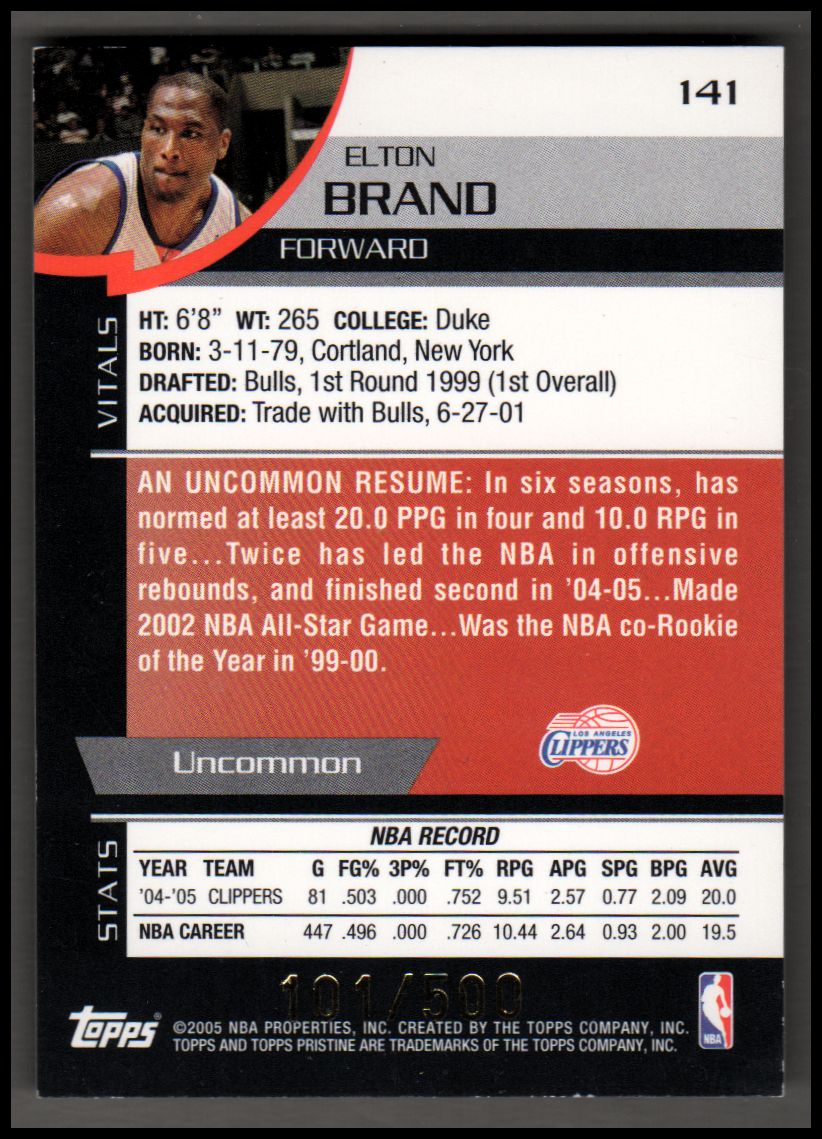 141
ELTON
BRAND
FORWARD
VITALS
HT: 6'8" WT: 265 COLLEGE: Duke
BORN: 3-11-79, Cortland, New York
DRAFTED: Bulls, 1st Round 1999 (1st Overall)
ACQUIRED: Trade with Bulls, 6-27-01
AN UNCOMMON RESUME: In six seasons, has
normed at least 20.0 PPG in four and 10.0 RPG in
five...Twice has led the NBA in offensive
rebounds, and finished second in '04-05...Made
2002 NBA All-Star Game...Was the NBA co-Rookie
of the Year in '99-00.
LOS ANGELES
CLIPPERS
Uncommon
STATS
NBA RECORD
YEAR TEAM G FG% 3P% FT% RPG APG SPG BPG AVG
'04-'05 CLIPPERS 81 .503 .000 .752 9.51 2.57 0.77 2.09 20.0
NBA CAREER 447 .496 .000 .726 10.44 2.64 0.93 2.00 19.5
101/500
Topps®
©2005 NBA PROPERTIES, INC. CREATED BY THE TOPPS COMPANY, INC.
TOPPS AND TOPPS PRISTINE ARE TRADEMARKS OF THE TOPPS COMPANY, INC.
NBA